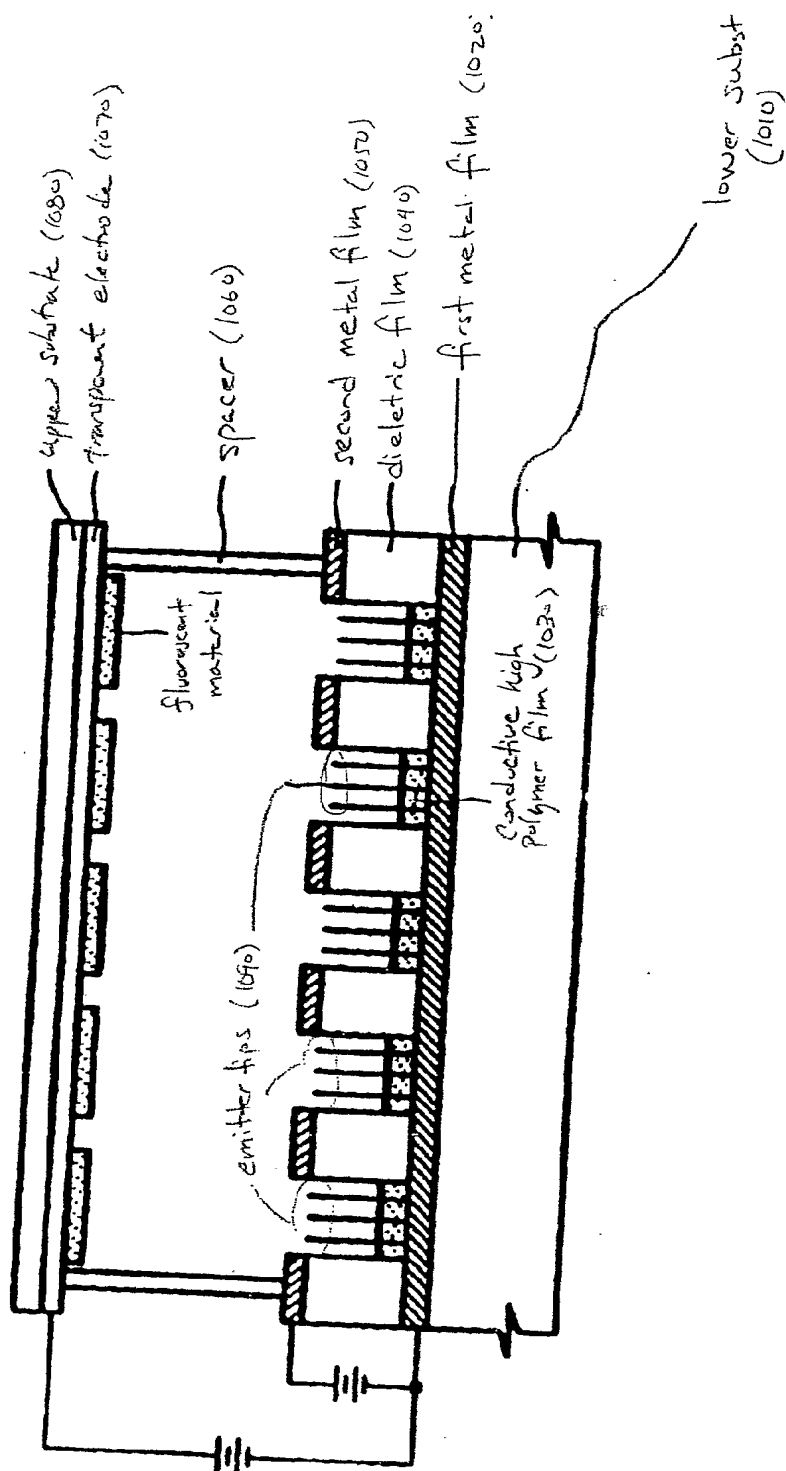 upper substrate (1080)
transparent electrode (1070)
spacer (1060)
second metal film (1050)
dieletric film (1040)
first metal film (1020)
lower subst
(1010)
fluorescent
material
Conductive high
polymer film (1030)
emitter tips (1090)